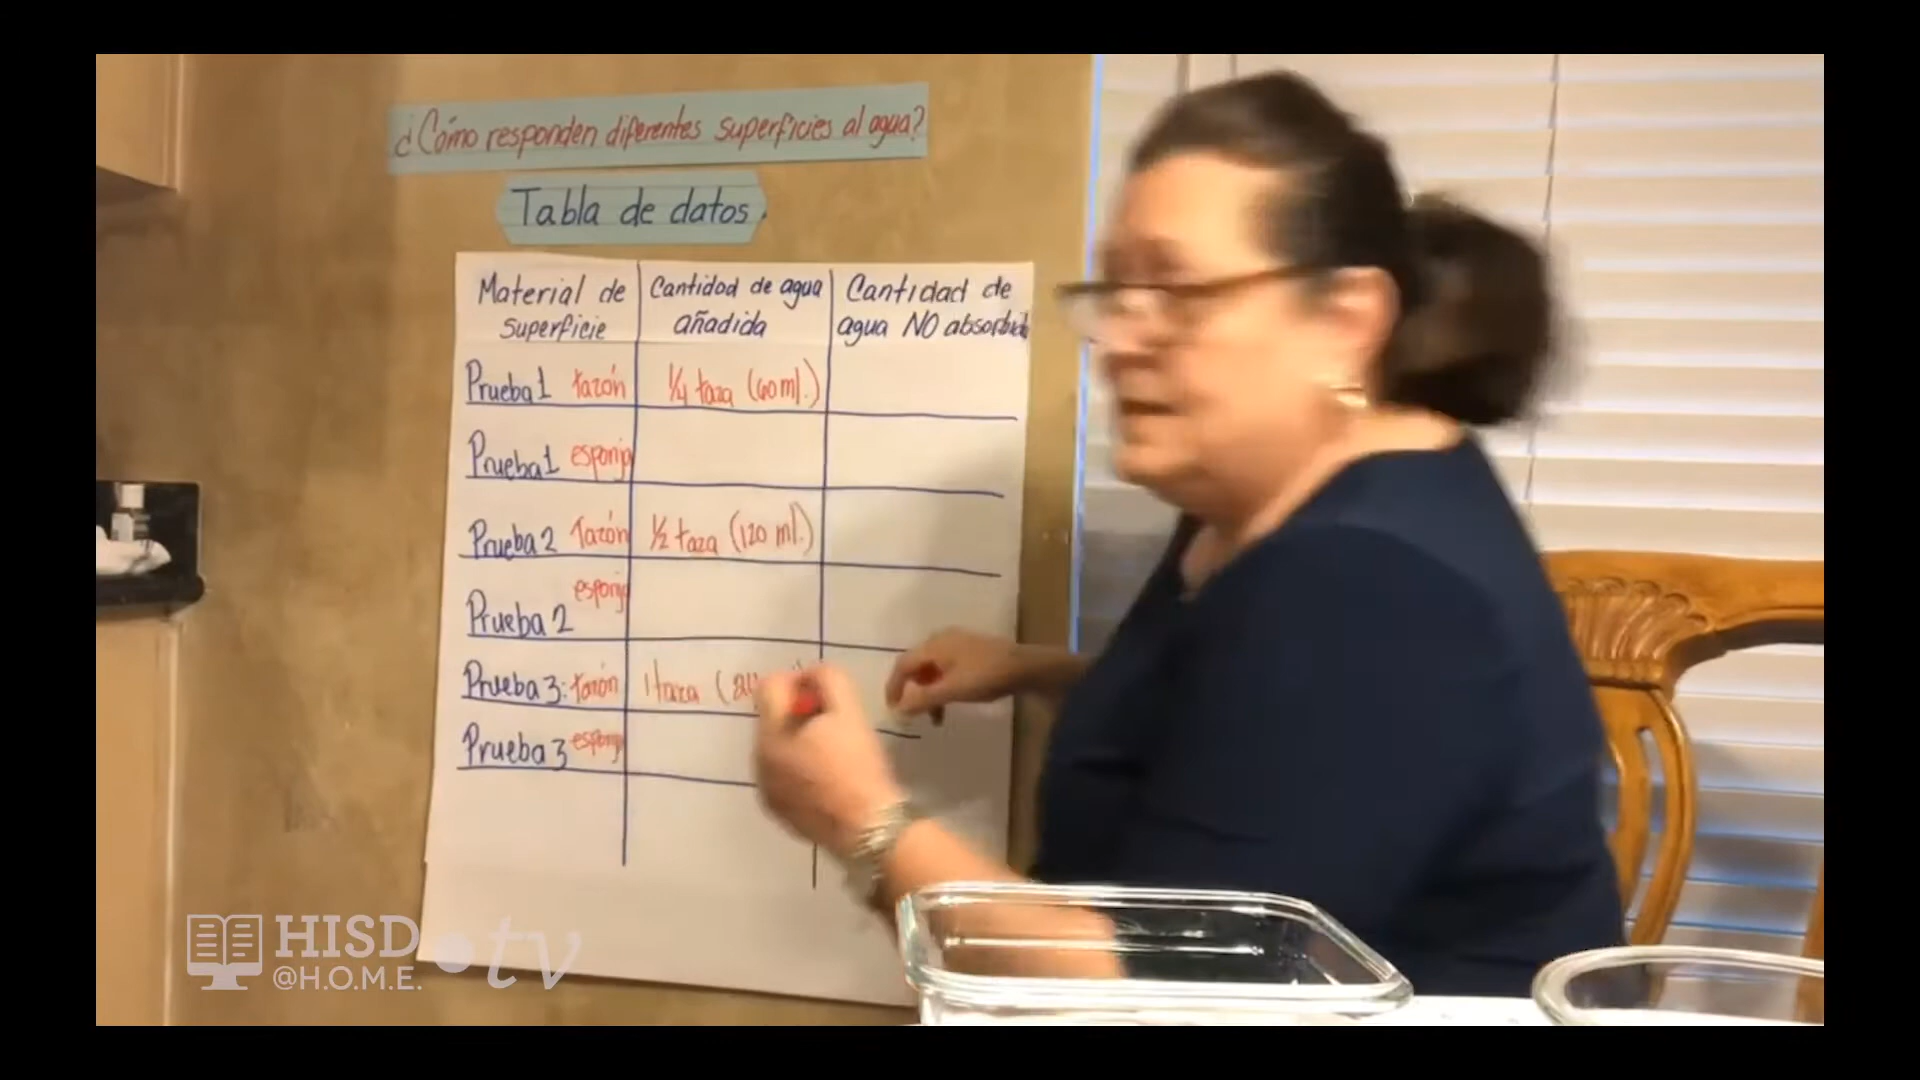 ¿Cómo responden diferentes superficies al agua?
Tabla de datos.
Material de superficie
Cantidad de agua añadida
Cantidad de agua NO absorbida
Prueba 1 tazón 1/4 taza (60 ml.)
Prueba 1 esponja
Prueba 2 Tazón 1/2 taza (120 ml.)
Prueba 2 esponja
Prueba 3: tazón 1 taza (2
Prueba 3 esponja
HISD
@H.O.M.E.
.tv